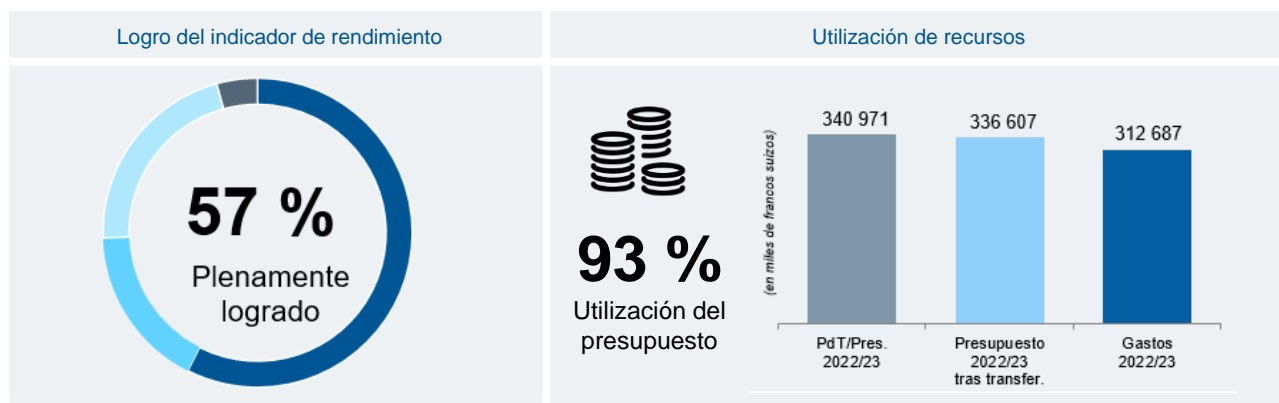 Logro del indicador de rendimiento
57 %
Plenamente
logrado
Utilización de recursos
93 %
Utilización del
presupuesto
(en miles de francos suizos)
340 971
336 607
312 687
PdT/Pres.
2022/23
Presupuesto
2022/23
tras transfer.
Gastos
2022/23